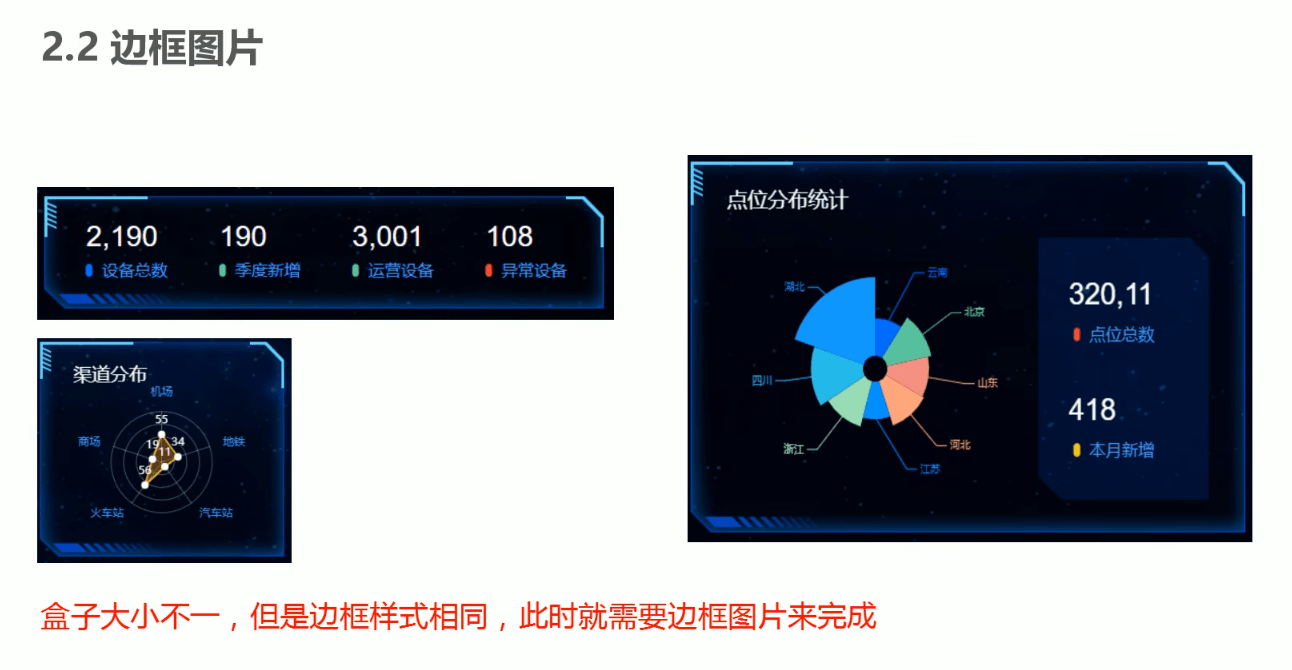 2.2 边框图片
2,190 190 3,001 108
设备总数 季度新增 运营设备 异常设备
渠道分布
机场
55
商场 19 34 地铁
11
56
火车站 汽车站
点位分布统计
云南
湖北
北京
四川
山东
浙江
河北
江苏
320,11
点位总数
418
本月新增
盒子大小不一，但是边框样式相同，此时就需要边框图片来完成